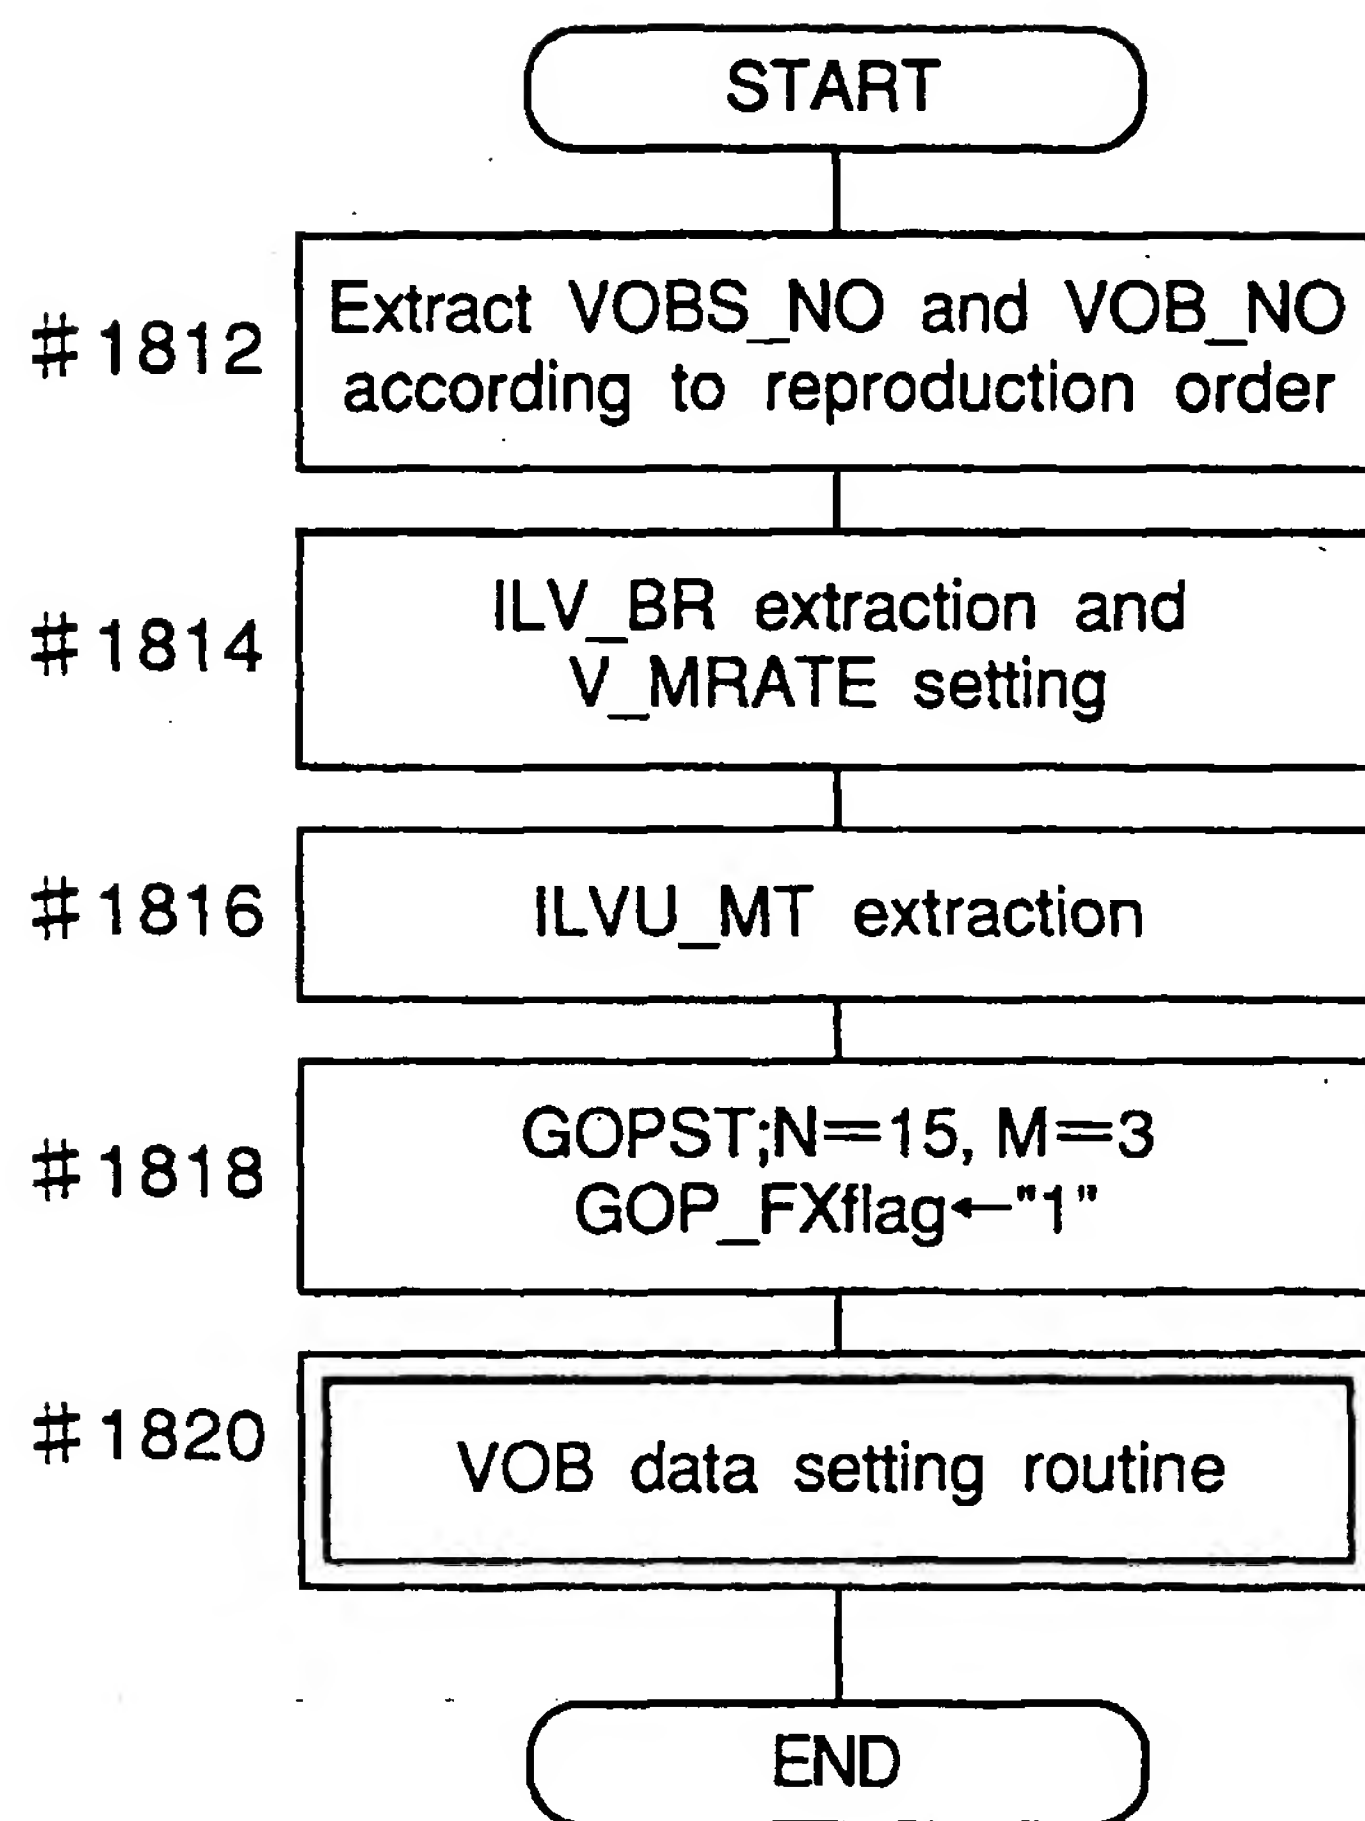 START
#1812
Extract VOBS_NO and VOB_NO
according to reproduction order
#1814
ILV_BR extraction and
V_MRATE setting
#1816
ILVU_MT extraction
#1818
GOPST;N=15, M=3
GOP_FXflag←"1"
#1820
VOB data setting routine
END